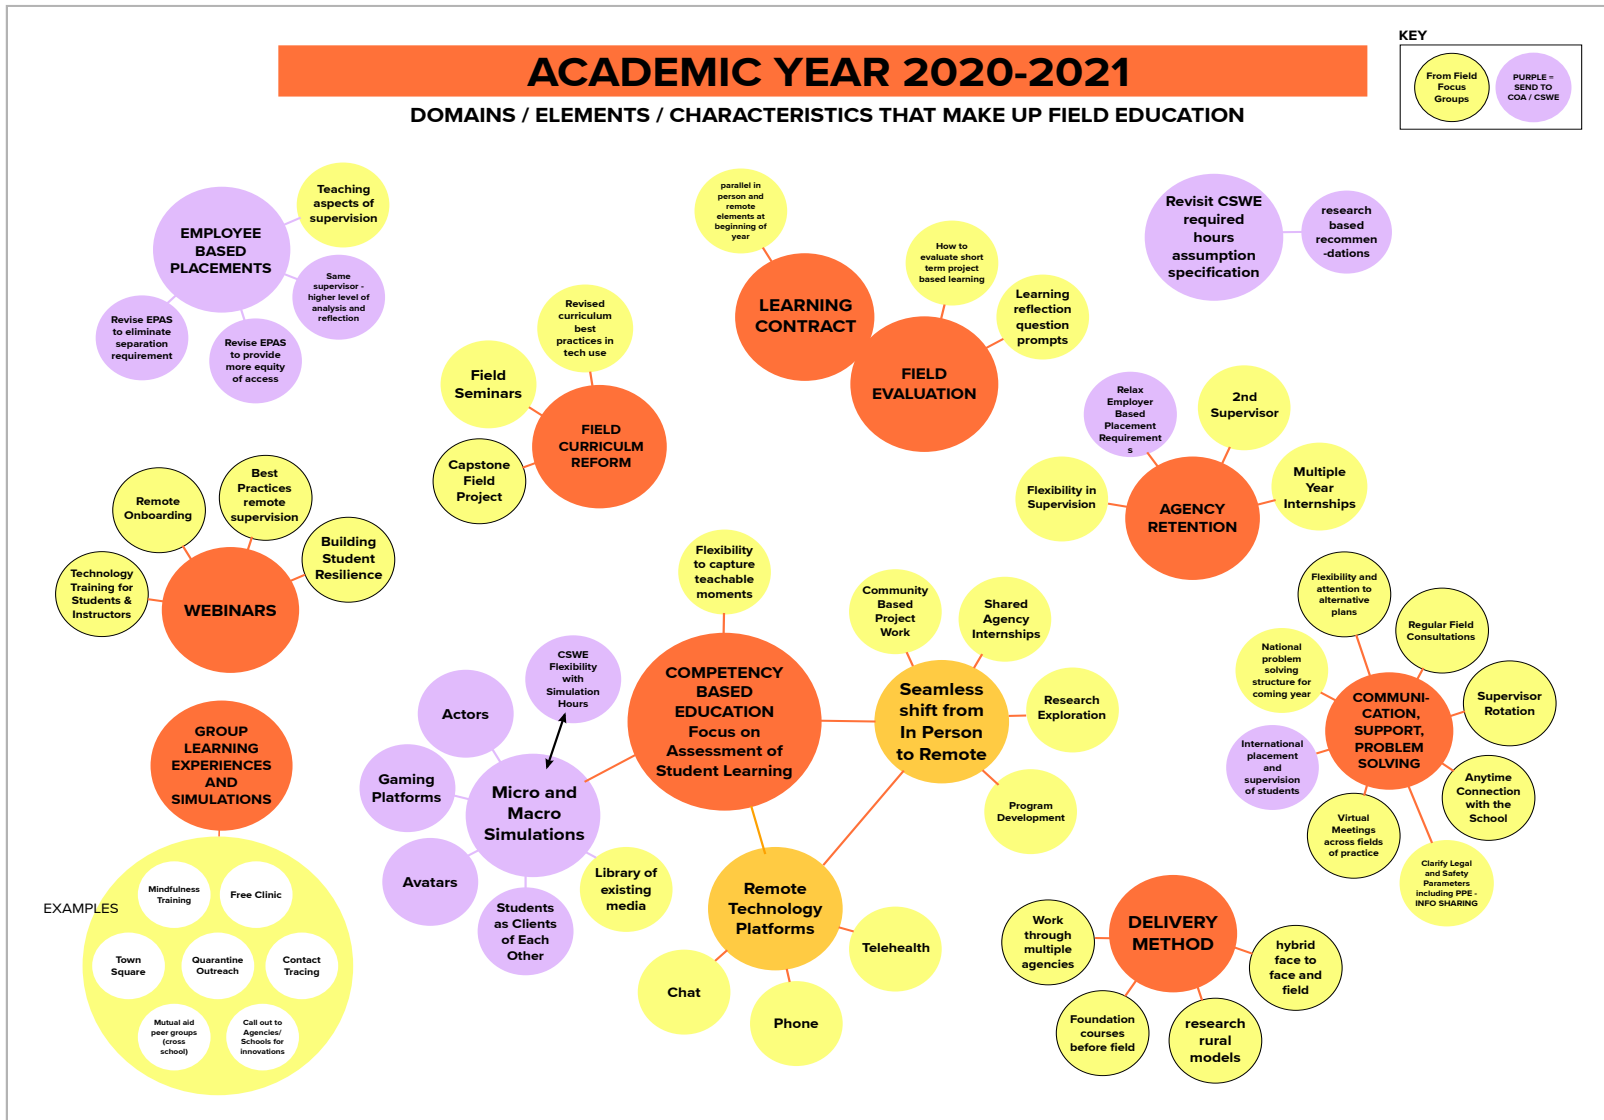 KEY
From Field
Focus
Groups
PURPLE =
SEND TO
COA / CSWE
ACADEMIC YEAR 2020-2021
DOMAINS / ELEMENTS / CHARACTERISTICS THAT MAKE UP FIELD EDUCATION
EMPLOYEE
BASED
PLACEMENTS
Teaching
aspects of
supervision
Same
supervisor -
higher level of
analysis and
reflection
Revise EPAS
to eliminate
separation
requirement
Revise EPAS
to provide
more equity
of access
Revised
curriculum
best
practices in
tech use
Field
Seminars
FIELD
CURRICULM
REFORM
Capstone
Field
Project
parallel in
person and
remote
elements at
beginning of
year
LEARNING
CONTRACT
How to
evaluate short
term project
based learning
Learning
reflection
question
prompts
FIELD
EVALUATION
Revisit CSWE
required
hours
assumption
specification
research
based
recommen
-dations
Relax
Employer
Based
Placement
Requirement
s
2nd
Supervisor
Flexibility in
Supervision
Multiple
Year
Internships
AGENCY
RETENTION
Remote
Onboarding
Best
Practices
remote
supervision
Building
Student
Resilience
Technology
Training for
Students &
Instructors
WEBINARS
Flexibility
to capture
teachable
moments
COMPETENCY
BASED
EDUCATION
Focus on
Assessment of
Student Learning
Community
Based
Project
Work
Shared
Agency
Internships
Seamless
shift from
In Person
to Remote
Research
Exploration
Program
Development
CSWE
Flexibility
with
Simulation
Hours
Actors
Gaming
Platforms
Micro and
Macro
Simulations
Avatars
Students
as Clients
of Each
Other
Library of
existing
media
Remote
Technology
Platforms
Telehealth
Chat
Phone
Flexibility and
attention to
alternative
plans
Regular Field
Consultations
National
problem
solving
structure for
coming year
COMMUNI-
CATION,
SUPPORT,
PROBLEM
SOLVING
Supervisor
Rotation
International
placement
and
supervision
of students
Anytime
Connection
with the
School
Virtual
Meetings
across fields
of practice
Clarify Legal
and Safety
Parameters
including PPE -
INFO SHARING
GROUP
LEARNING
EXPERIENCES
AND
SIMULATIONS
EXAMPLES
Mindfulness
Training
Free Clinic
Town
Square
Quarantine
Outreach
Contact
Tracing
Mutual aid
peer groups
(cross
school)
Call out to
Agencies/
Schools for
innovations
DELIVERY
METHOD
Work
through
multiple
agencies
hybrid
face to
face and
field
Foundation
courses
before field
research
rural
models